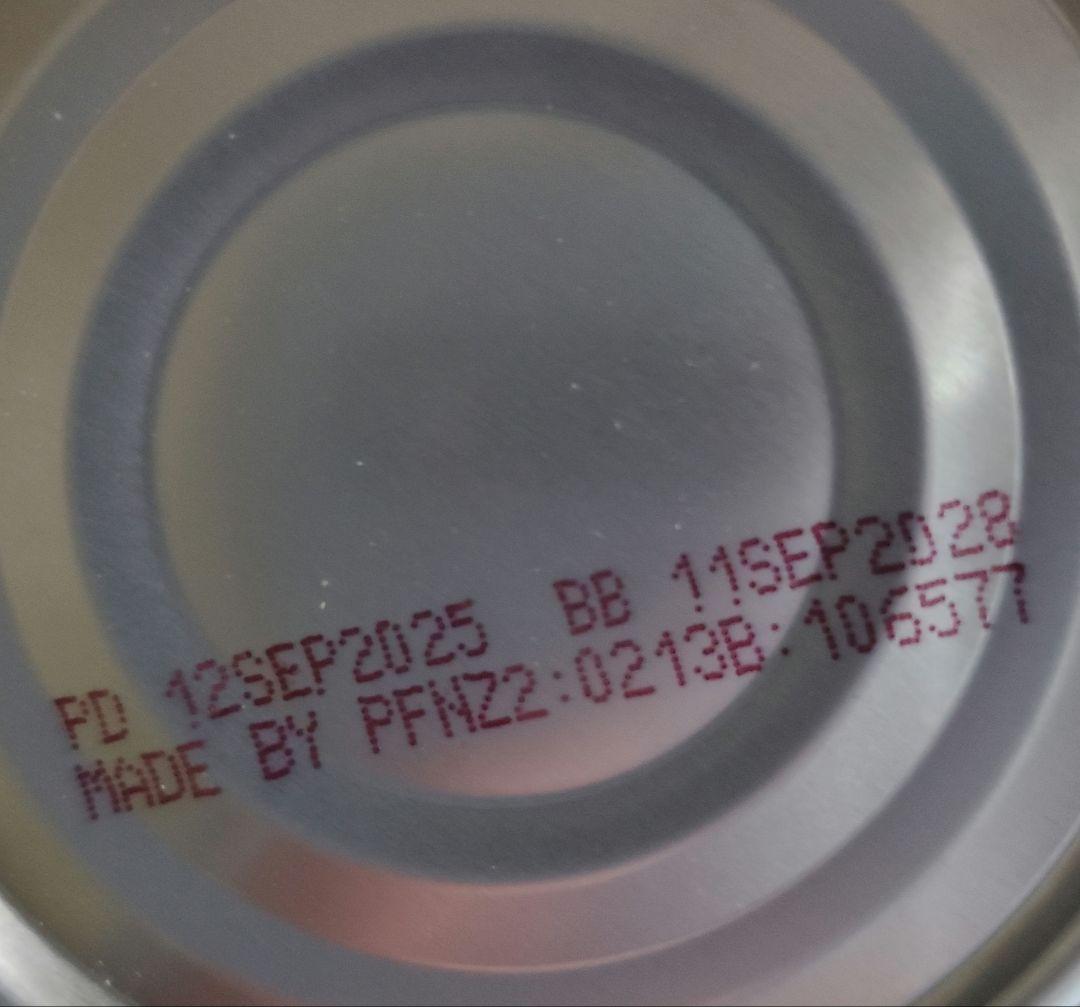 PD 12SEP2025 BB 11SEP2028
MADE BY PFNZ2:0213B:106577